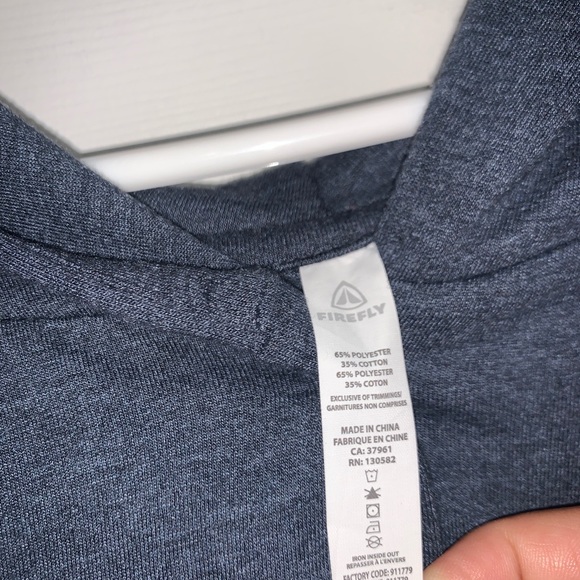 FIREFLY
65% POLYESTER
35% COTTON
65% POLYESTER
35% COTON
EXCLUSIVE OF TRIMMINGS/
GARNITURES NON COMPRISES
MADE IN CHINA
FABRIQUE EN CHINE
CA: 37961
RN: 130582
IRON INSIDE OUT
REPASSER À L'ENVERS
FACTORY CODE: 911779